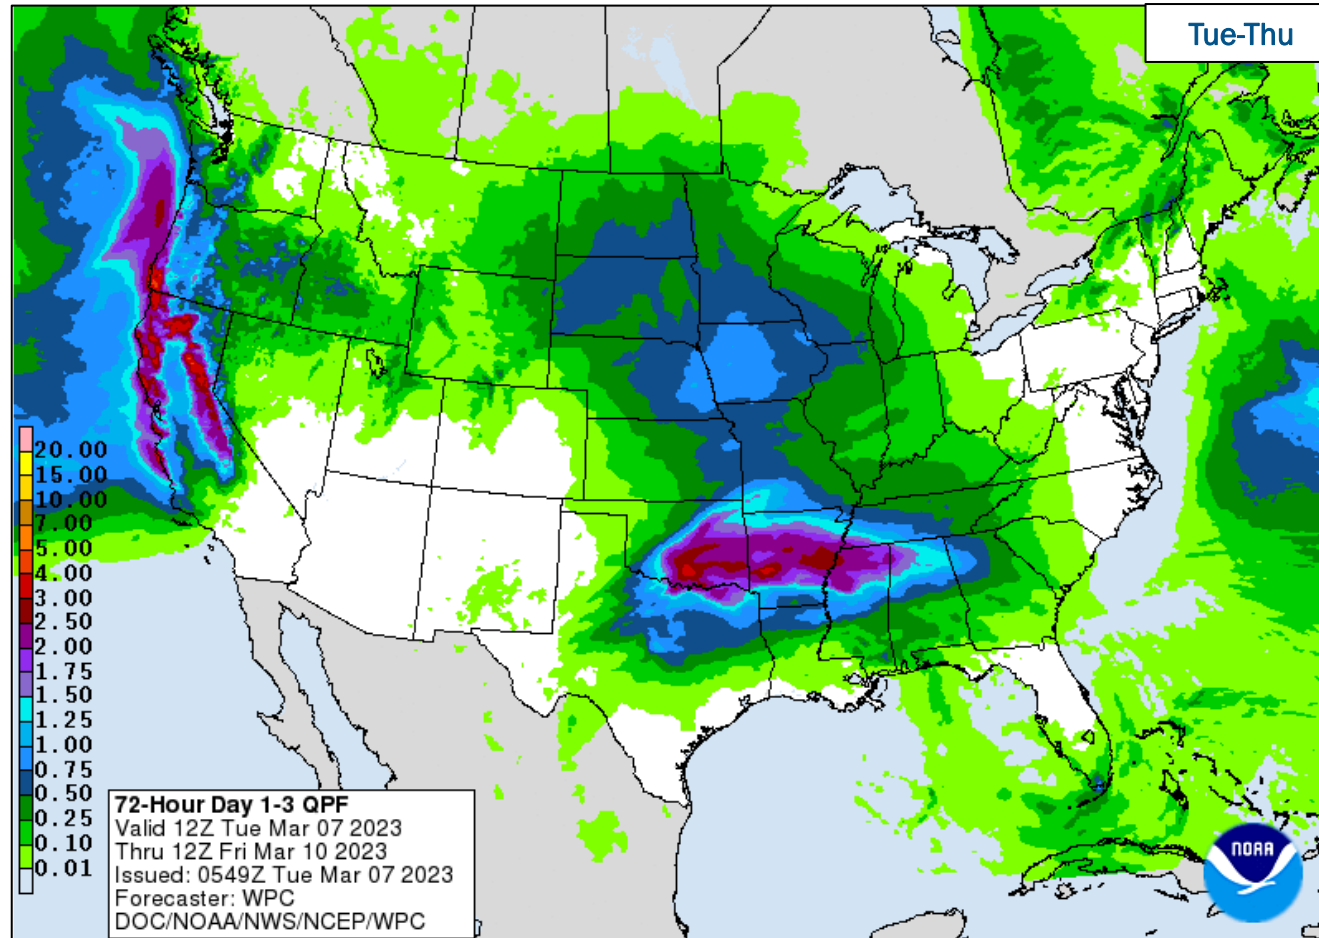 Tue-Thu
20.00
15.00
10.00
7.00
5.00
4.00
3.00
2.50
2.00
1.75
1.50
1.25
1.00
0.75
0.50
0.25
0.10
0.01
72-Hour Day 1-3 QPF
Valid 12Z Tue Mar 07 2023
Thru 12Z Fri Mar 10 2023
Issued: 0549Z Tue Mar 07 2023
Forecaster: WPC
DOC/NOAA/NWS/NCEP/WPC
NOAA